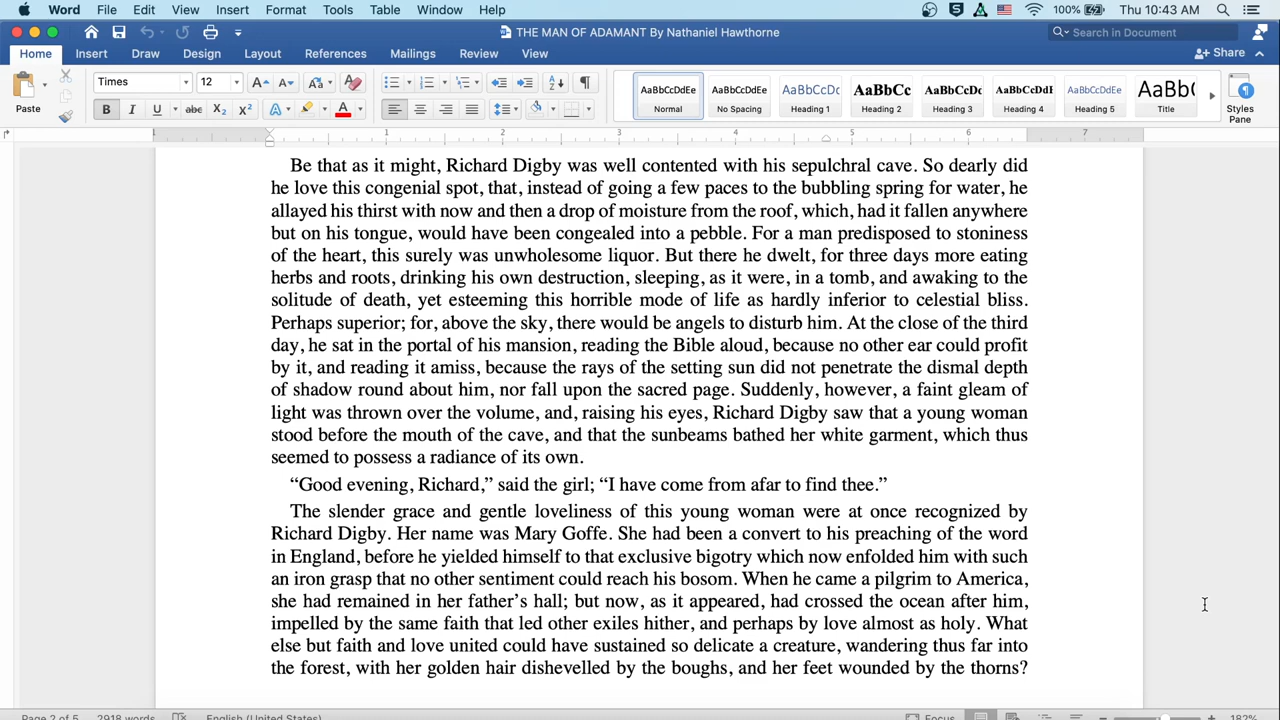 Word File Edit View Insert Format Tools Table Window Help 100% Thu 10:43 AM
THE MAN OF ADAMANT By Nathaniel Hawthorne Search in Document
Home Insert Draw Design Layout References Mailings Review View Share
Paste Times 12 AaBbCcDdEe AaBbCcDdEe AaBbCcDc AaBbCc AaBbCcDc AaBbCcDdE AaBbCcDdEe AaBbC
B I U abc X₂ X² A A Normal No Spacing Heading 1 Heading 2 Heading 3 Heading 4 Heading 5 Title Styles Pane
1 1 2 3 4 5 6 7
Be that as it might, Richard Digby was well contented with his sepulchral cave. So dearly did
he love this congenial spot, that, instead of going a few paces to the bubbling spring for water, he
allayed his thirst with now and then a drop of moisture from the roof, which, had it fallen anywhere
but on his tongue, would have been congealed into a pebble. For a man predisposed to stoniness
of the heart, this surely was unwholesome liquor. But there he dwelt, for three days more eating
herbs and roots, drinking his own destruction, sleeping, as it were, in a tomb, and awaking to the
solitude of death, yet esteeming this horrible mode of life as hardly inferior to celestial bliss.
Perhaps superior; for, above the sky, there would be angels to disturb him. At the close of the third
day, he sat in the portal of his mansion, reading the Bible aloud, because no other ear could profit
by it, and reading it amiss, because the rays of the setting sun did not penetrate the dismal depth
of shadow round about him, nor fall upon the sacred page. Suddenly, however, a faint gleam of
light was thrown over the volume, and, raising his eyes, Richard Digby saw that a young woman
stood before the mouth of the cave, and that the sunbeams bathed her white garment, which thus
seemed to possess a radiance of its own.
“Good evening, Richard,” said the girl; “I have come from afar to find thee.”
The slender grace and gentle loveliness of this young woman were at once recognized by
Richard Digby. Her name was Mary Goffe. She had been a convert to his preaching of the word
in England, before he yielded himself to that exclusive bigotry which now enfolded him with such
an iron grasp that no other sentiment could reach his bosom. When he came a pilgrim to America,
she had remained in her father’s hall; but now, as it appeared, had crossed the ocean after him,
impelled by the same faith that led other exiles hither, and perhaps by love almost as holy. What
else but faith and love united could have sustained so delicate a creature, wandering thus far into
the forest, with her golden hair dishevelled by the boughs, and her feet wounded by the thorns?
Page 2 of 5 2918 words English (United States) Focus 182%